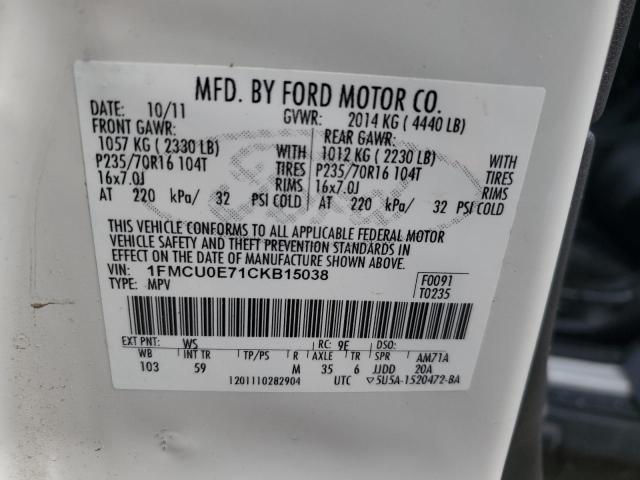 MFD. BY FORD MOTOR CO.
DATE: 10/11 GVWR: 2014 KG ( 4440 LB)
FRONT GAWR: REAR GAWR:
1057 KG ( 2330 LB) WITH 1012 KG ( 2230 LB) WITH
P235/70R16 104T TIRES P235/70R16 104T TIRES
16x7.0J RIMS 16x7.0J RIMS
AT 220 kPa/ 32 PSI COLD AT 220 kPa/ 32 PSI COLD
THIS VEHICLE CONFORMS TO ALL APPLICABLE FEDERAL MOTOR
VEHICLE SAFETY AND THEFT PREVENTION STANDARDS IN
EFFECT ON THE DATE OF MANUFACTURE SHOWN ABOVE.
VIN: 1FMCU0E71CKB15038 F0091
TYPE: MPV T0235
EXT PNT: WS RC: 9E DSO:
WB INT TR TP/PS R AXLE TR SPR AM71A
103 59 M 35 6 JJDD 20A
1201110282904 UTC 5U5A-1520472-BA
Ford